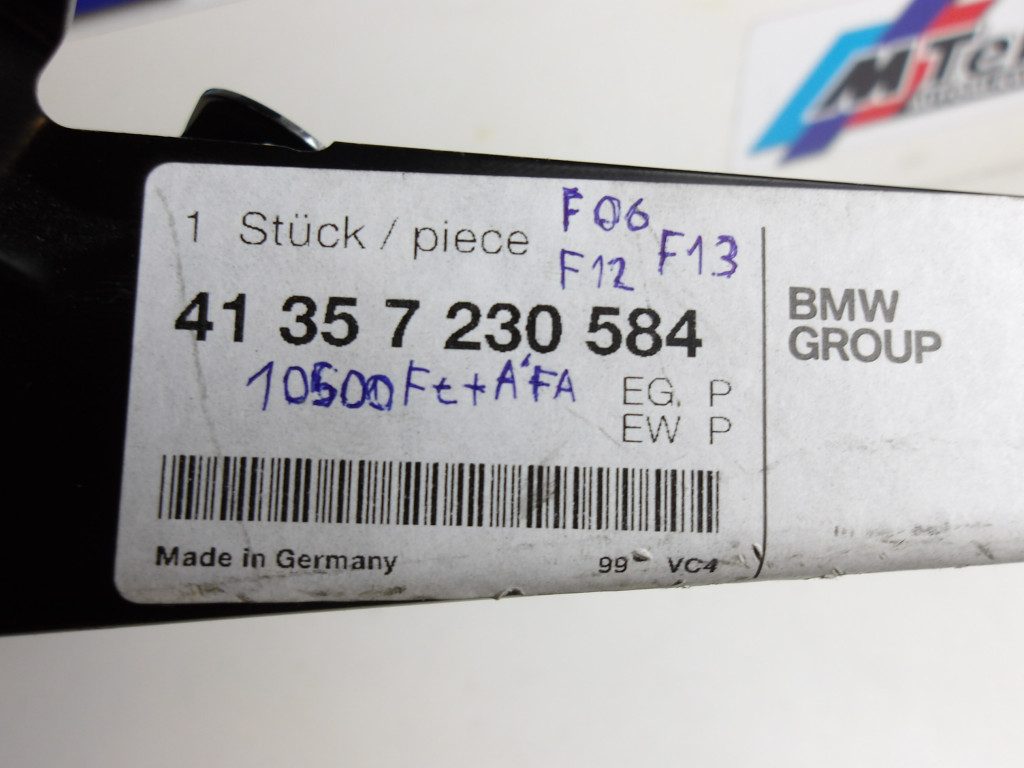 M Te
1 Stück / piece
F06
F12 F13
41 35 7 230 584
10500 Ft + ÁFA
EG. P
EW P
Made in Germany 99 VC4
BMW
GROUP